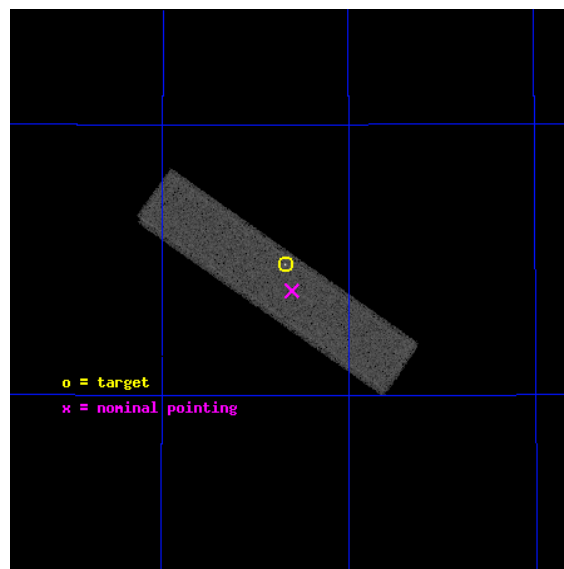 o = target
x = nominal pointing